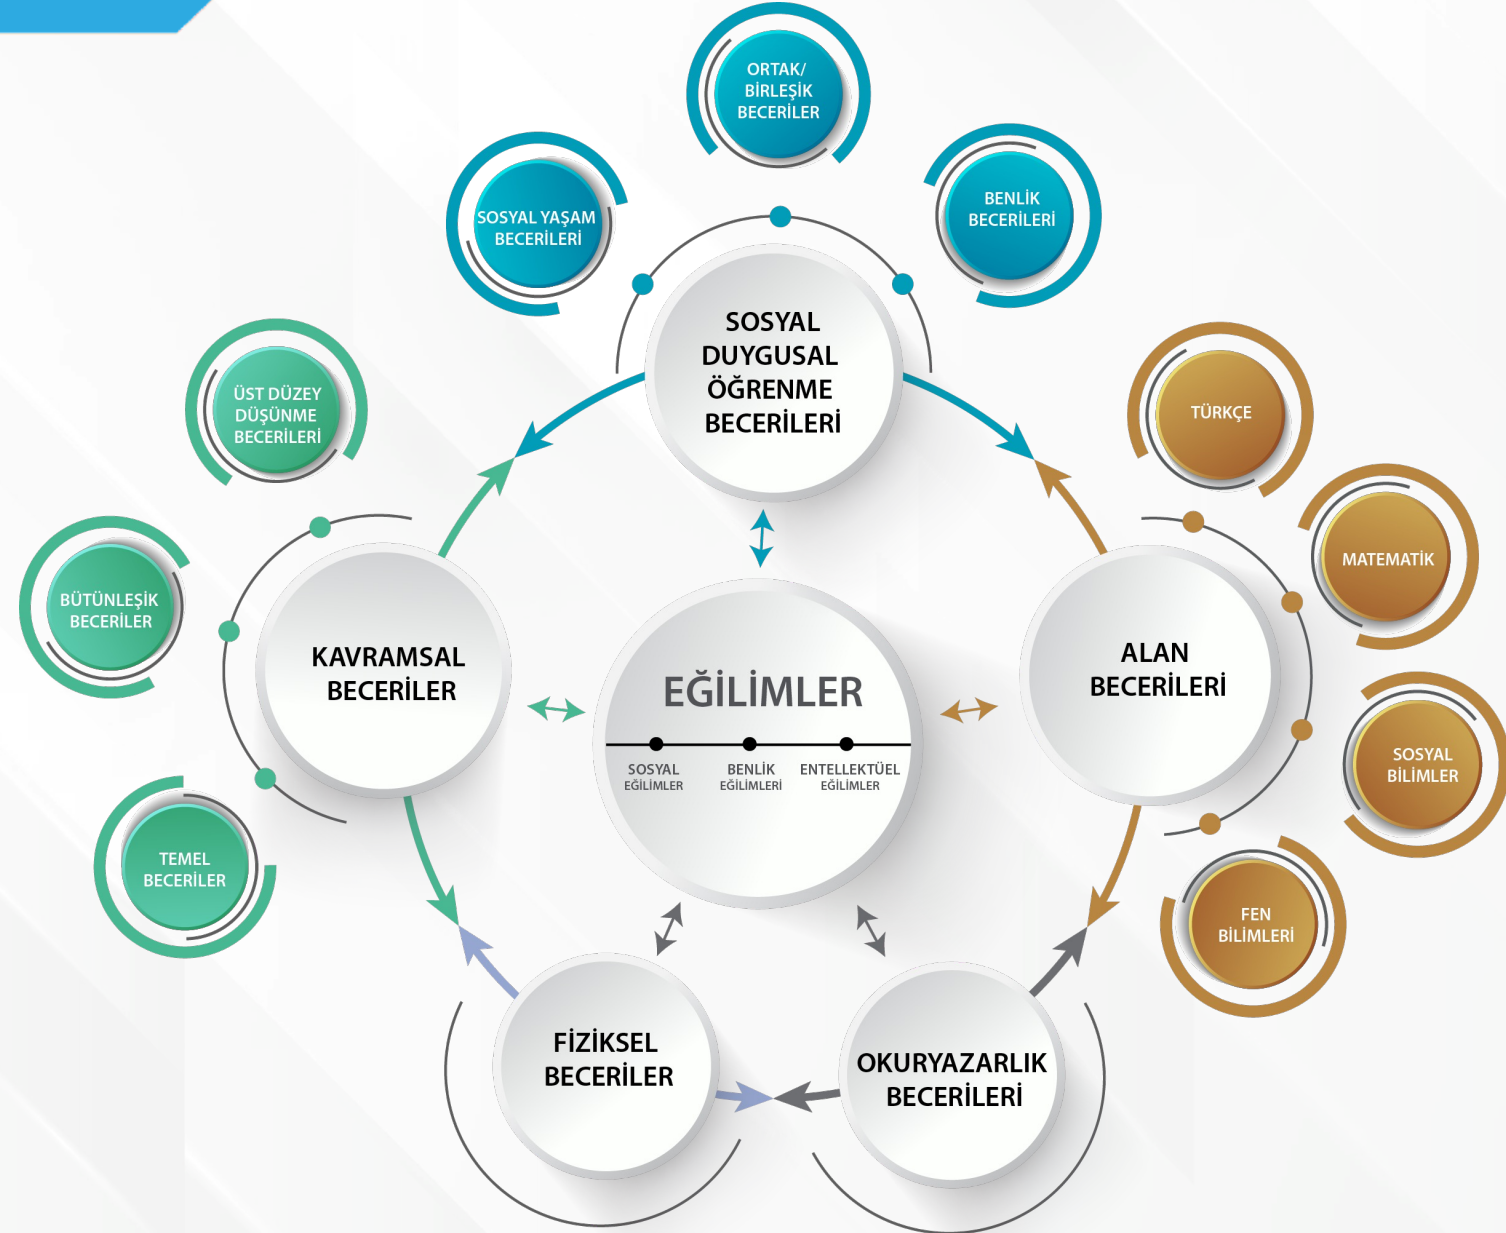 ORTAK/
BİRLEŞİK
BECERİLER
SOSYAL YAŞAM
BECERİLERİ
BENLİK
BECERİLERİ
SOSYAL
DUYGUSAL
ÖĞRENME
BECERİLERİ
ÜST DÜZEY
DÜŞÜNME
BECERİLERİ
BÜTÜNLEŞİK
BECERİLER
TEMEL
BECERİLER
KAVRAMSAL
BECERİLER
EĞİLİMLER
SOSYAL
EĞİLİMLER
BENLİK
EĞİLİMLERİ
ENTELLEKTÜEL
EĞİLİMLER
ALAN
BECERİLERİ
TÜRKÇE
MATEMATİK
SOSYAL
BİLİMLER
FEN
BİLİMLERİ
FİZİKSEL
BECERİLER
OKURYAZARLIK
BECERİLERİ